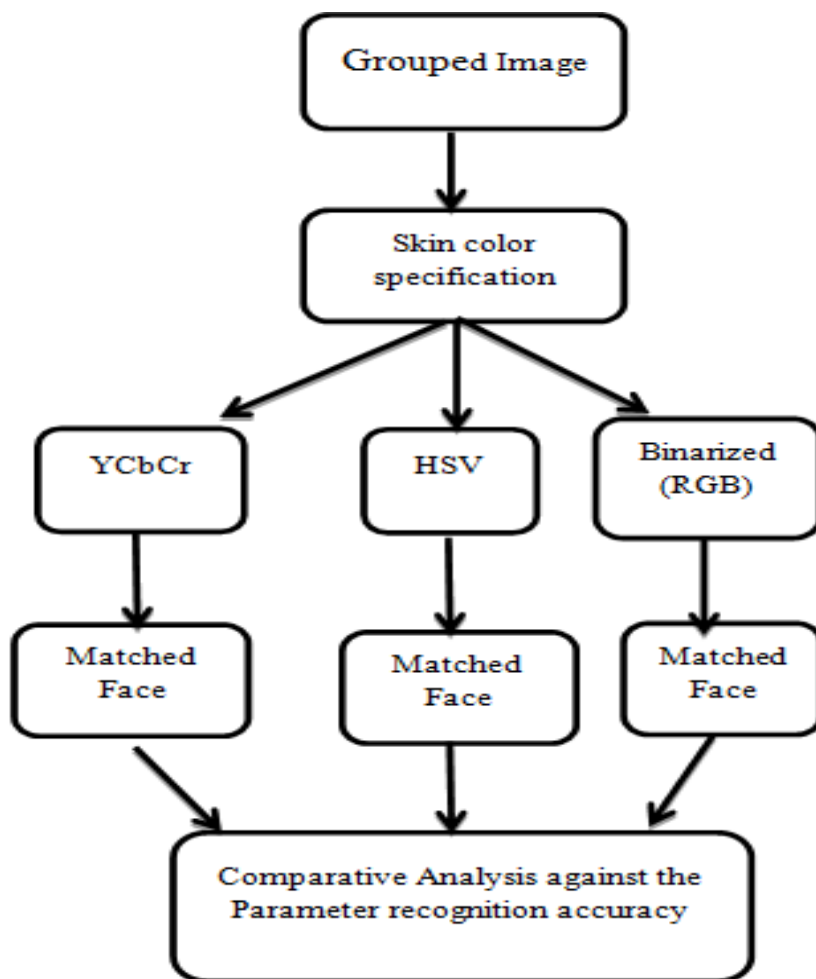 Grouped Image
Skin color
specification
YCbCr
HSV
Binarized
(RGB)
Matched
Face
Matched
Face
Matched
Face
Comparative Analysis against the
Parameter recognition accuracy